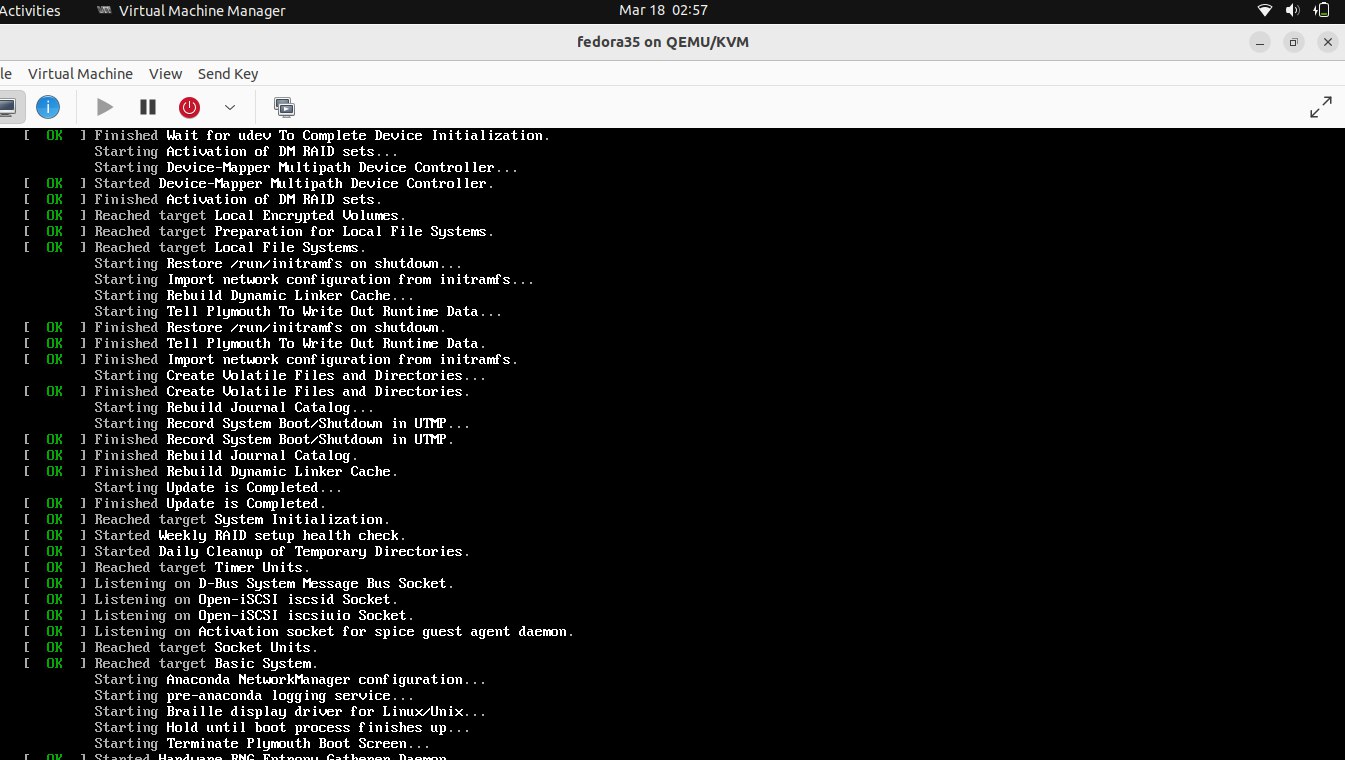 Activities Virtual Machine Manager Mar 18 02:57
fedora35 on QEMU/KVM
le Virtual Machine View Send Key
[ OK ] Finished Wait for udev To Complete Device Initialization.
Starting Activation of DM RAID sets...
Starting Device-Mapper Multipath Device Controller...
[ OK ] Started Device-Mapper Multipath Device Controller.
[ OK ] Finished Activation of DM RAID sets.
[ OK ] Reached target Local Encrypted Volumes.
[ OK ] Reached target Preparation for Local File Systems.
[ OK ] Reached target Local File Systems.
Starting Restore /run/initramfs on shutdown...
Starting Import network configuration from initramfs...
Starting Rebuild Dynamic Linker Cache...
Starting Tell Plymouth To Write Out Runtime Data...
[ OK ] Finished Restore /run/initramfs on shutdown.
[ OK ] Finished Tell Plymouth To Write Out Runtime Data.
[ OK ] Finished Import network configuration from initramfs.
Starting Create Volatile Files and Directories...
[ OK ] Finished Create Volatile Files and Directories.
Starting Rebuild Journal Catalog...
Starting Record System Boot/Shutdown in UTMP...
[ OK ] Finished Record System Boot/Shutdown in UTMP.
[ OK ] Finished Rebuild Journal Catalog.
[ OK ] Finished Rebuild Dynamic Linker Cache.
Starting Update is Completed...
[ OK ] Finished Update is Completed.
[ OK ] Reached target System Initialization.
[ OK ] Started Weekly RAID setup health check.
[ OK ] Started Daily Cleanup of Temporary Directories.
[ OK ] Reached target Timer Units.
[ OK ] Listening on D-Bus System Message Bus Socket.
[ OK ] Listening on Open-iSCSI iscsid Socket.
[ OK ] Listening on Open-iSCSI iscsiuio Socket.
[ OK ] Listening on Activation socket for spice guest agent daemon.
[ OK ] Reached target Socket Units.
[ OK ] Reached target Basic System.
Starting Anaconda NetworkManager configuration...
Starting pre-anaconda logging service...
Starting Braille display driver for Linux/Unix...
Starting Hold until boot process finishes up...
Starting Terminate Plymouth Boot Screen...
[ OK ] Started Hardware RNG Entropy Gatherer Daemon.